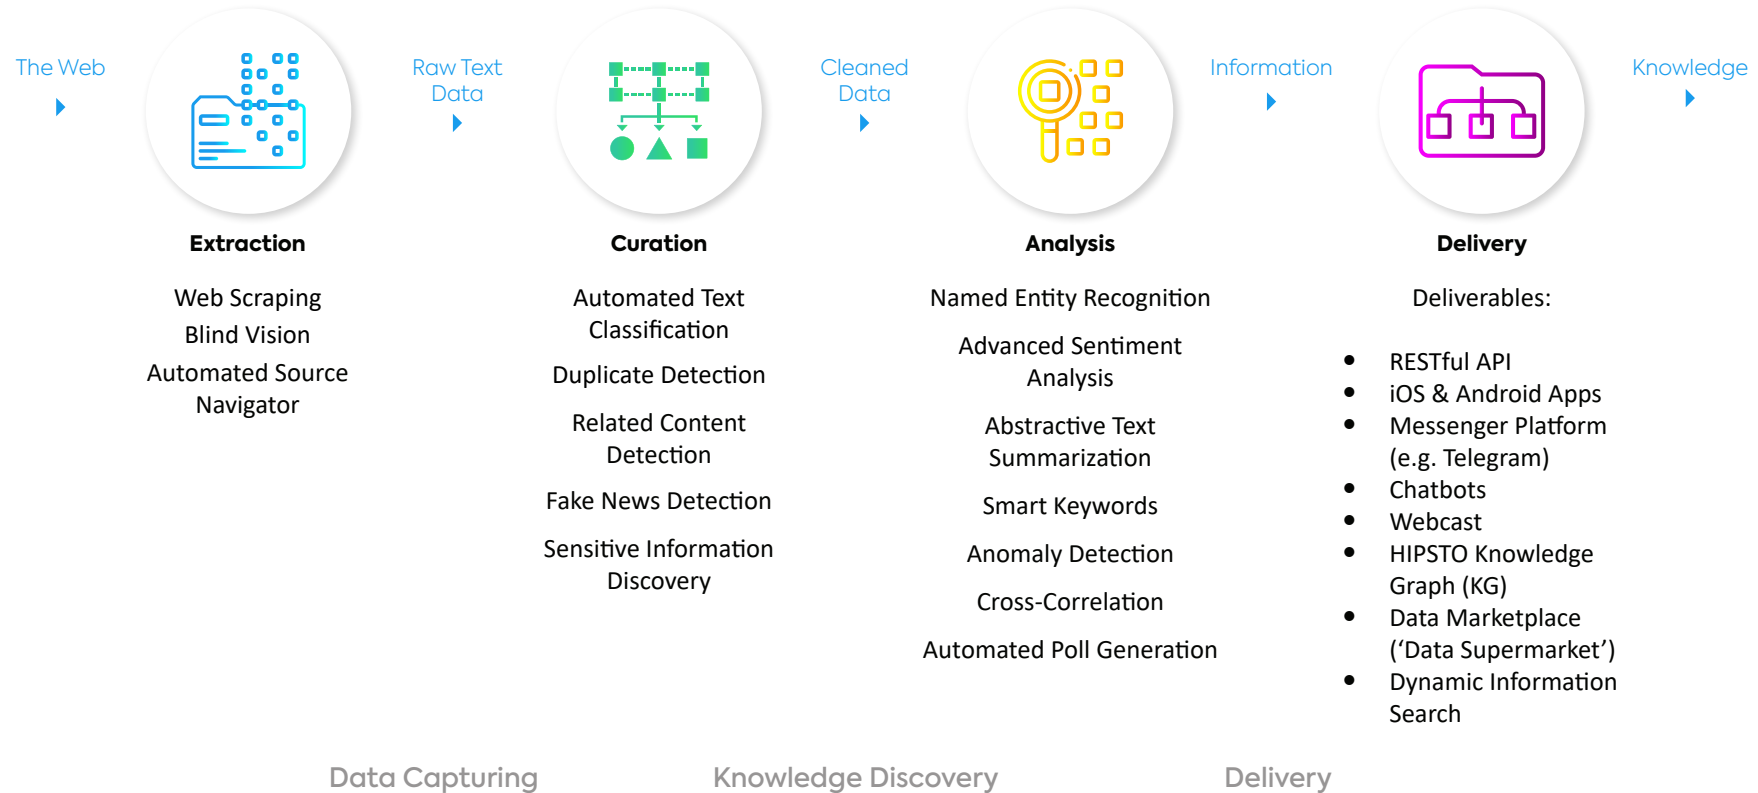 The Web
Raw Text
Data
Cleaned
Data
Information
Knowledge
Extraction
Web Scraping
Blind Vision
Automated Source
Navigator
Curation
Automated Text
Classification
Duplicate Detection
Related Content
Detection
Fake News Detection
Sensitive Information
Discovery
Analysis
Named Entity Recognition
Advanced Sentiment
Analysis
Abstractive Text
Summarization
Smart Keywords
Anomaly Detection
Cross-Correlation
Automated Poll Generation
Delivery
Deliverables:
• RESTful API
• iOS & Android Apps
• Messenger Platform
(e.g. Telegram)
• Chatbots
• Webcast
• HIPSTO Knowledge
Graph (KG)
• Data Marketplace
(‘Data Supermarket’)
• Dynamic Information
Search
Data Capturing
Knowledge Discovery
Delivery